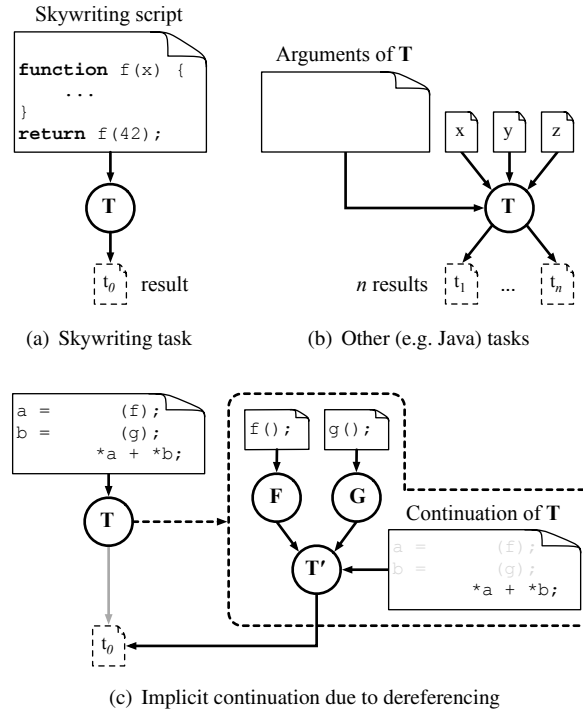 Skywriting script
function f(x) {
...
}
return f(42);
T
t0 result
(a) Skywriting task
Arguments of T
x y z
T
n results t1 ... tn
(b) Other (e.g. Java) tasks
a = (f);
b = (g);
*a + *b;
T
t0
f(); g();
F G
T′
Continuation of T
a = (f);
b = (g);
*a + *b;
(c) Implicit continuation due to dereferencing